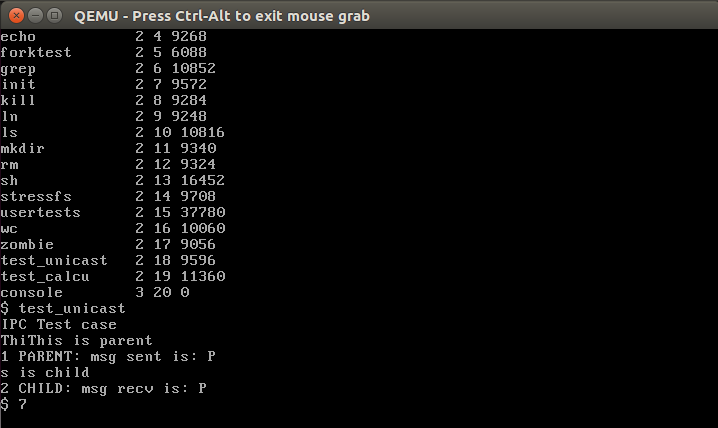 QEMU - Press Ctrl-Alt to exit mouse grab
echo 2 4 9268
forktest 2 5 6088
grep 2 6 10852
init 2 7 9572
kill 2 8 9284
ln 2 9 9248
ls 2 10 10816
mkdir 2 11 9340
rm 2 12 9324
sh 2 13 16452
stressfs 2 14 9708
usertests 2 15 37780
wc 2 16 10060
zombie 2 17 9056
test_unicast 2 18 9596
test_calcu 2 19 11360
console 3 20 0
$ test_unicast
IPC Test case
ThiThis is parent
1 PARENT: msg sent is: P
s is child
2 CHILD: msg recv is: P
$ 7